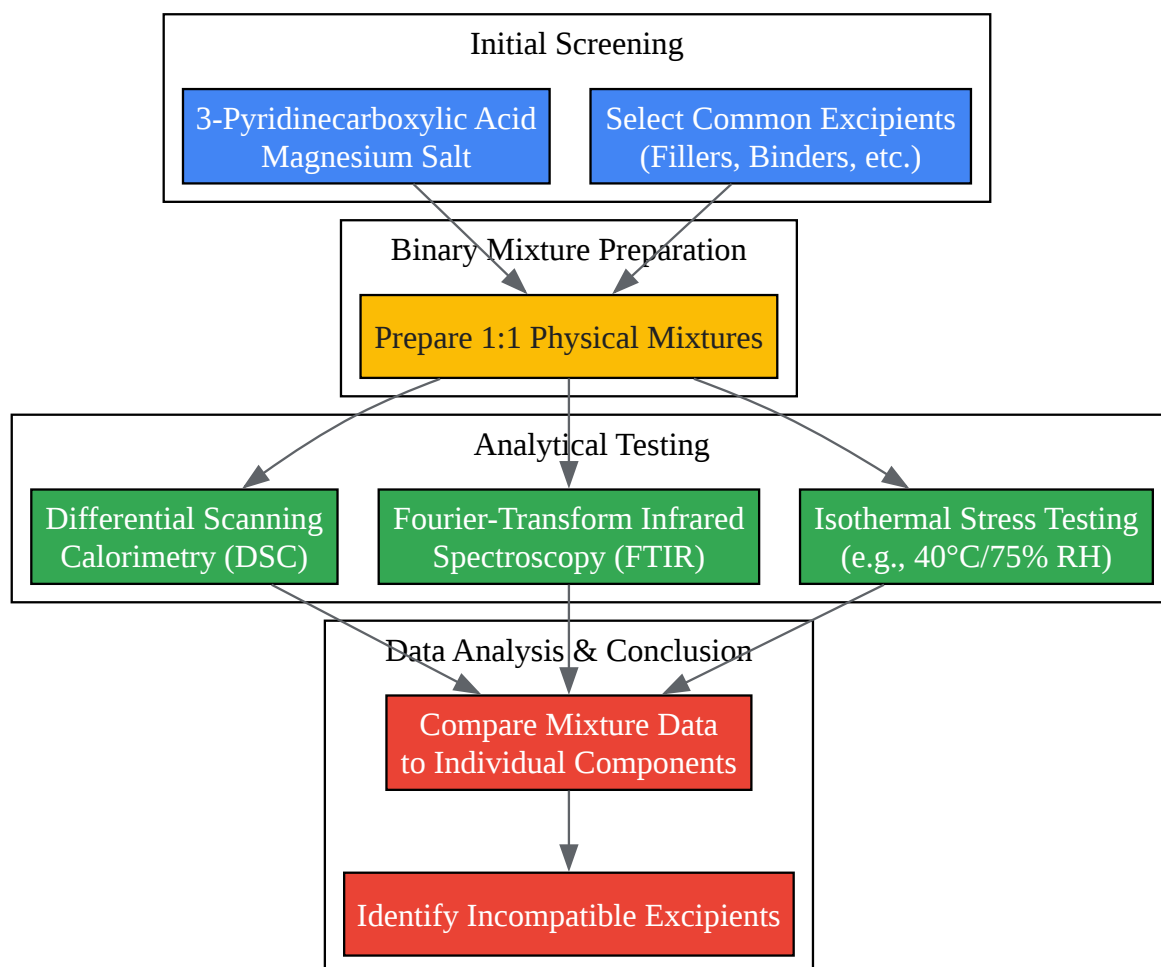 Initial Screening
3-Pyridinecarboxylic Acid
Magnesium Salt
Select Common Excipients
(Fillers, Binders, etc.)
Binary Mixture Preparation
Prepare 1:1 Physical Mixtures
Analytical Testing
Differential Scanning
Calorimetry (DSC)
Fourier-Transform Infrared
Spectroscopy (FTIR)
Isothermal Stress Testing
(e.g., 40°C/75% RH)
Data Analysis & Conclusion
Compare Mixture Data
to Individual Components
Identify Incompatible Excipients